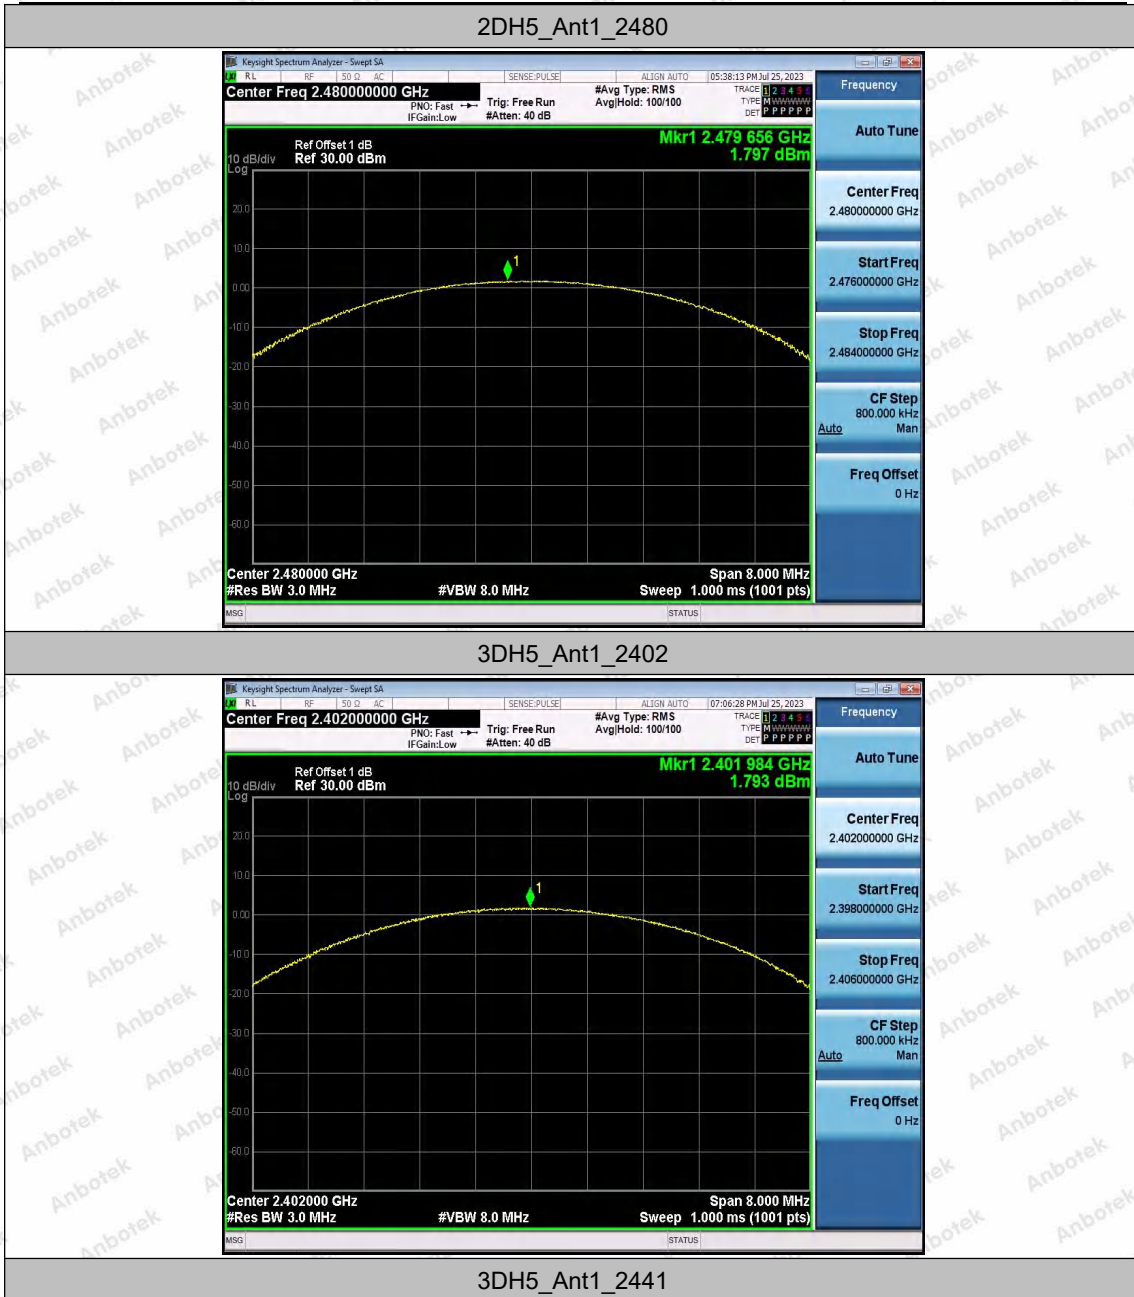 2DH5_Ant1_2480
Keysight Spectrum Analyzer - Swept SA
RL RF 50 Ω AC SENSE:PULSE ALIGN AUTO 05:38:13 PM Jul 25, 2023
Center Freq 2.480000000 GHz
PNO: Fast
IFGain:Low
Trig: Free Run
#Atten: 40 dB
#Avg Type: RMS
Avg|Hold: 100/100
TRACE 1 2 3 4 5 6
TYPE M W W W W W
DET P P P P P P
Mkr1 2.479 656 GHz
1.797 dBm
Ref Offset 1 dB
10 dB/div Ref 30.00 dBm
Log
20.0
10.0
0.00
-10.0
-20.0
-30.0
-40.0
-50.0
-60.0
1
Center 2.480000 GHz Span 8.000 MHz
#Res BW 3.0 MHz #VBW 8.0 MHz Sweep 1.000 ms (1001 pts)
MSG STATUS
Frequency
Auto Tune
Center Freq
2.480000000 GHz
Start Freq
2.476000000 GHz
Stop Freq
2.484000000 GHz
CF Step
800.000 kHz
Auto Man
Freq Offset
0 Hz
3DH5_Ant1_2402
Keysight Spectrum Analyzer - Swept SA
RL RF 50 Ω AC SENSE:PULSE ALIGN AUTO 07:06:28 PM Jul 25, 2023
Center Freq 2.402000000 GHz
PNO: Fast
IFGain:Low
Trig: Free Run
#Atten: 40 dB
#Avg Type: RMS
Avg|Hold: 100/100
TRACE 1 2 3 4 5 6
TYPE M W W W W W
DET P P P P P P
Mkr1 2.401 984 GHz
1.793 dBm
Ref Offset 1 dB
10 dB/div Ref 30.00 dBm
Log
20.0
10.0
0.00
-10.0
-20.0
-30.0
-40.0
-50.0
-60.0
1
Center 2.402000 GHz Span 8.000 MHz
#Res BW 3.0 MHz #VBW 8.0 MHz Sweep 1.000 ms (1001 pts)
MSG STATUS
Frequency
Auto Tune
Center Freq
2.402000000 GHz
Start Freq
2.398000000 GHz
Stop Freq
2.406000000 GHz
CF Step
800.000 kHz
Auto Man
Freq Offset
0 Hz
3DH5_Ant1_2441
Anbotek